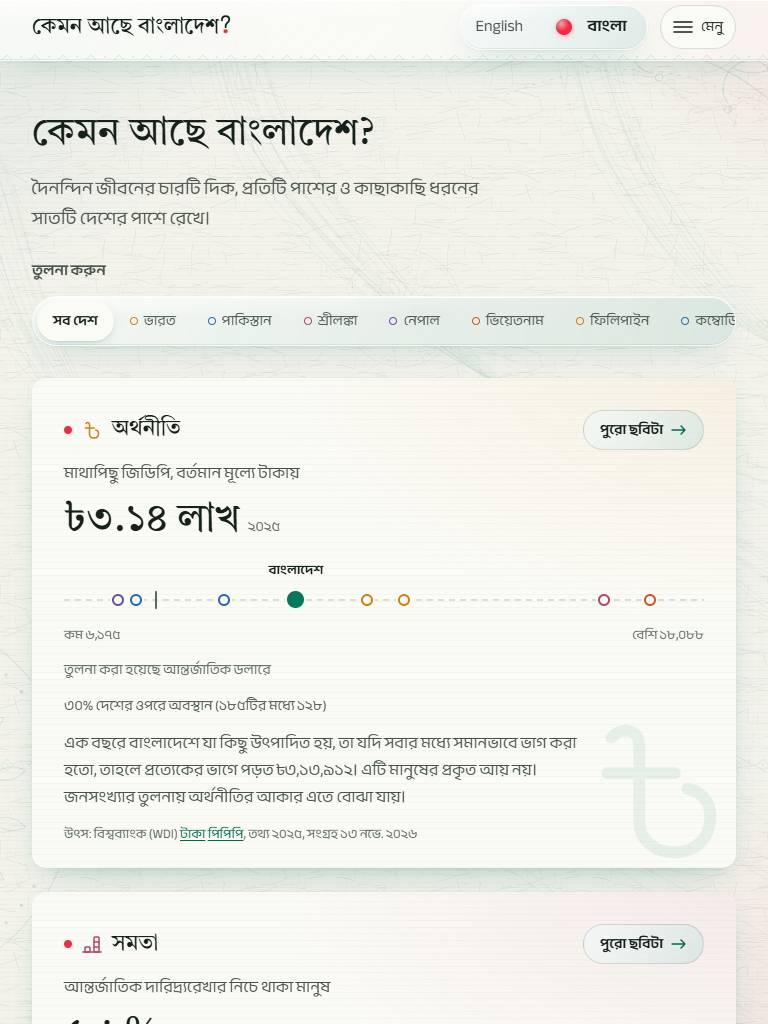 কেমন আছে বাংলাদেশ?
English
বাংলা
মেনু
কেমন আছে বাংলাদেশ?
দৈনন্দিন জীবনের চারটি দিক, প্রতিটি পাশের ও কাছাকাছি ধরনের
সাতটি দেশের পাশে রেখে।
তুলনা করুন
সব দেশ
ভারত
পাকিস্তান
শ্রীলঙ্কা
নেপাল
ভিয়েতনাম
ফিলিপাইন
অর্থনীতি
পুরো ছবিটা →
মাথাপিছু জিডিপি, বর্তমান মূল্যে টাকায়
৳৩.১৪ লাখ ২০২৫
বাংলাদেশ
কম ৬,১৭৫
বেশি ১৮,০৮৮
তুলনা করা হয়েছে আন্তর্জাতিক ডলারে
৩০% দেশের ওপরে অবস্থান (১৮৫টির মধ্যে ১২৮)
এক বছরে বাংলাদেশে যা কিছু উৎপাদিত হয়, তা যদি সবার মধ্যে সমানভাবে ভাগ করা
হতো, তাহলে প্রত্যেকের ভাগে পড়ত ৳৩,১৩,৯১২। এটি মানুষের প্রকৃত আয় নয়।
জনসংখ্যার তুলনায় অর্থনীতির আকার এতে বোঝা যায়।
উৎস: বিশ্বব্যাংক (WDI) টাকা পিপিপি, তথ্য ২০২৫, সংগ্রহ ১৩ নভে. ২০২৬
সমতা
পুরো ছবিটা →
আন্তর্জাতিক দারিদ্র্যরেখার নিচে থাকা মানুষ